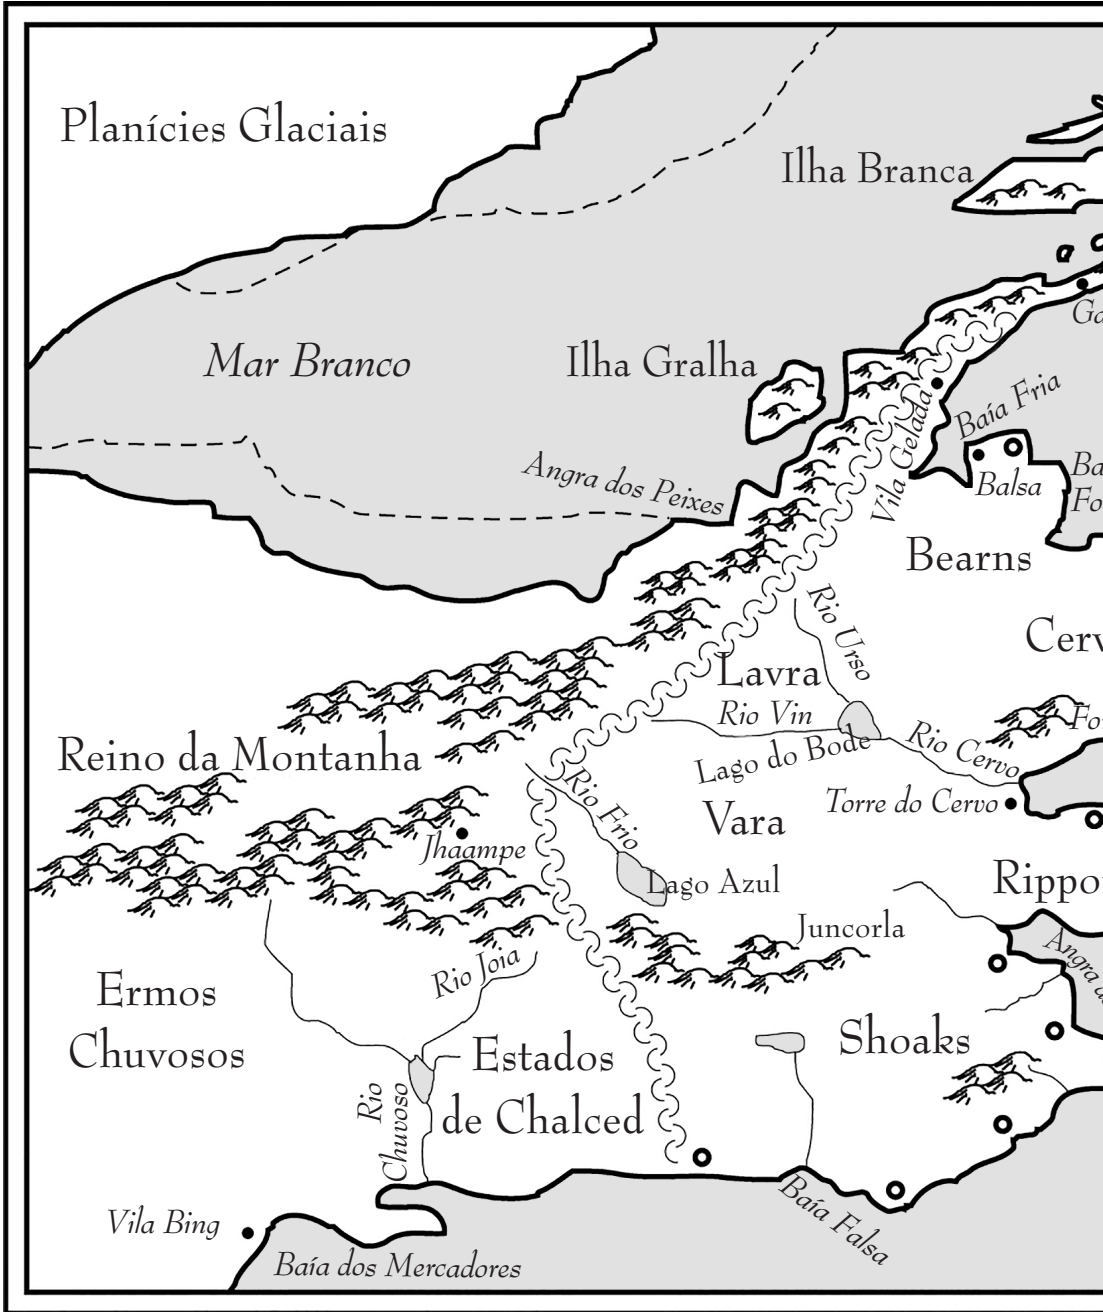 Planícies Glaciais
Ilha Branca
Mar Branco
Ilha Gralha
Baía Fria
Vila Gelada
Angra dos Peixes
Balsa
Bearns
Rio Urso
Lavra
Rio Vin
Lago do Bode
Rio Cervo
Reino da Montanha
Rio Frio
Torre do Cervo
Vara
Jhaampe
Lago Azul
Juncorla
Angra
Rio Joia
Ermos
Chuvosos
Estados
de Chalced
Shoaks
Rio
Chuvoso
Baía Falsa
Vila Bing
Baía dos Mercadores